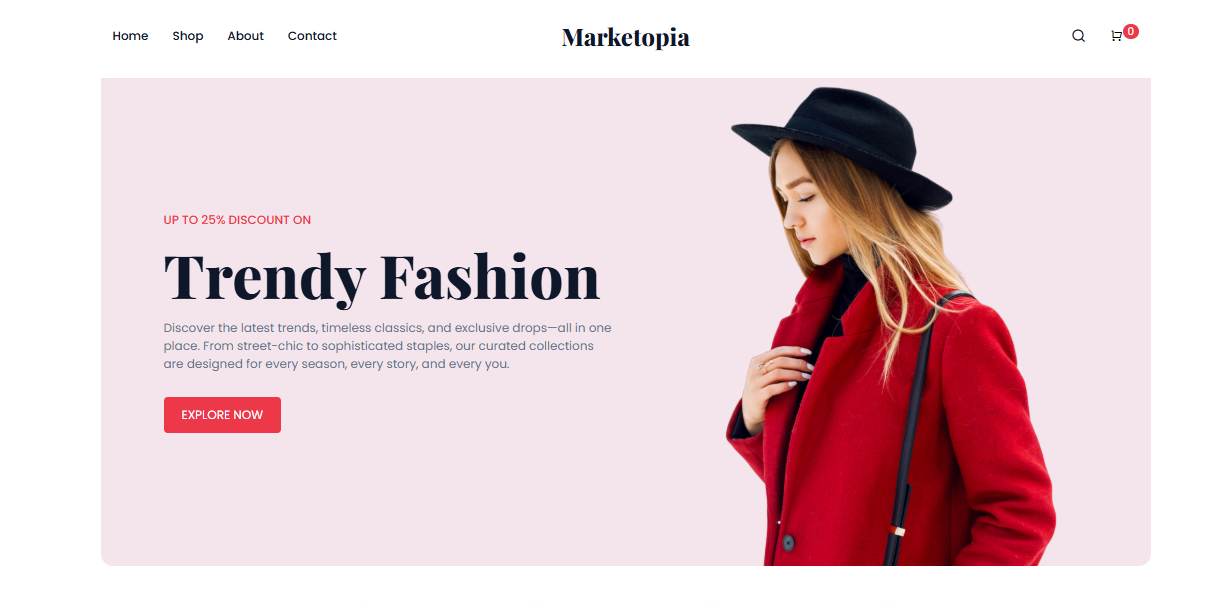 Home Shop About Contact Marketopia 0
UP TO 25% DISCOUNT ON
Trendy Fashion
Discover the latest trends, timeless classics, and exclusive drops—all in one
place. From street-chic to sophisticated staples, our curated collections
are designed for every season, every story, and every you.
EXPLORE NOW